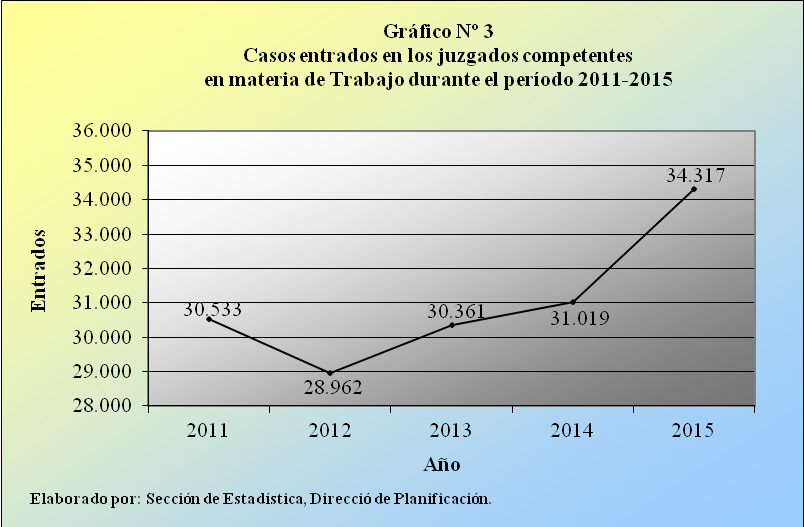 Gráfico Nº 3
Casos entrados en los juzgados competentes
en materia de Trabajo durante el período 2011-2015
36.000
35.000
34.000
33.000
32.000
31.000
30.000
29.000
28.000
Entrados
30.533
28.962
30.361
31.019
34.317
2011 2012 2013 2014 2015
Año
Elaborado por: Sección de Estadística, Direcció de Planificación.